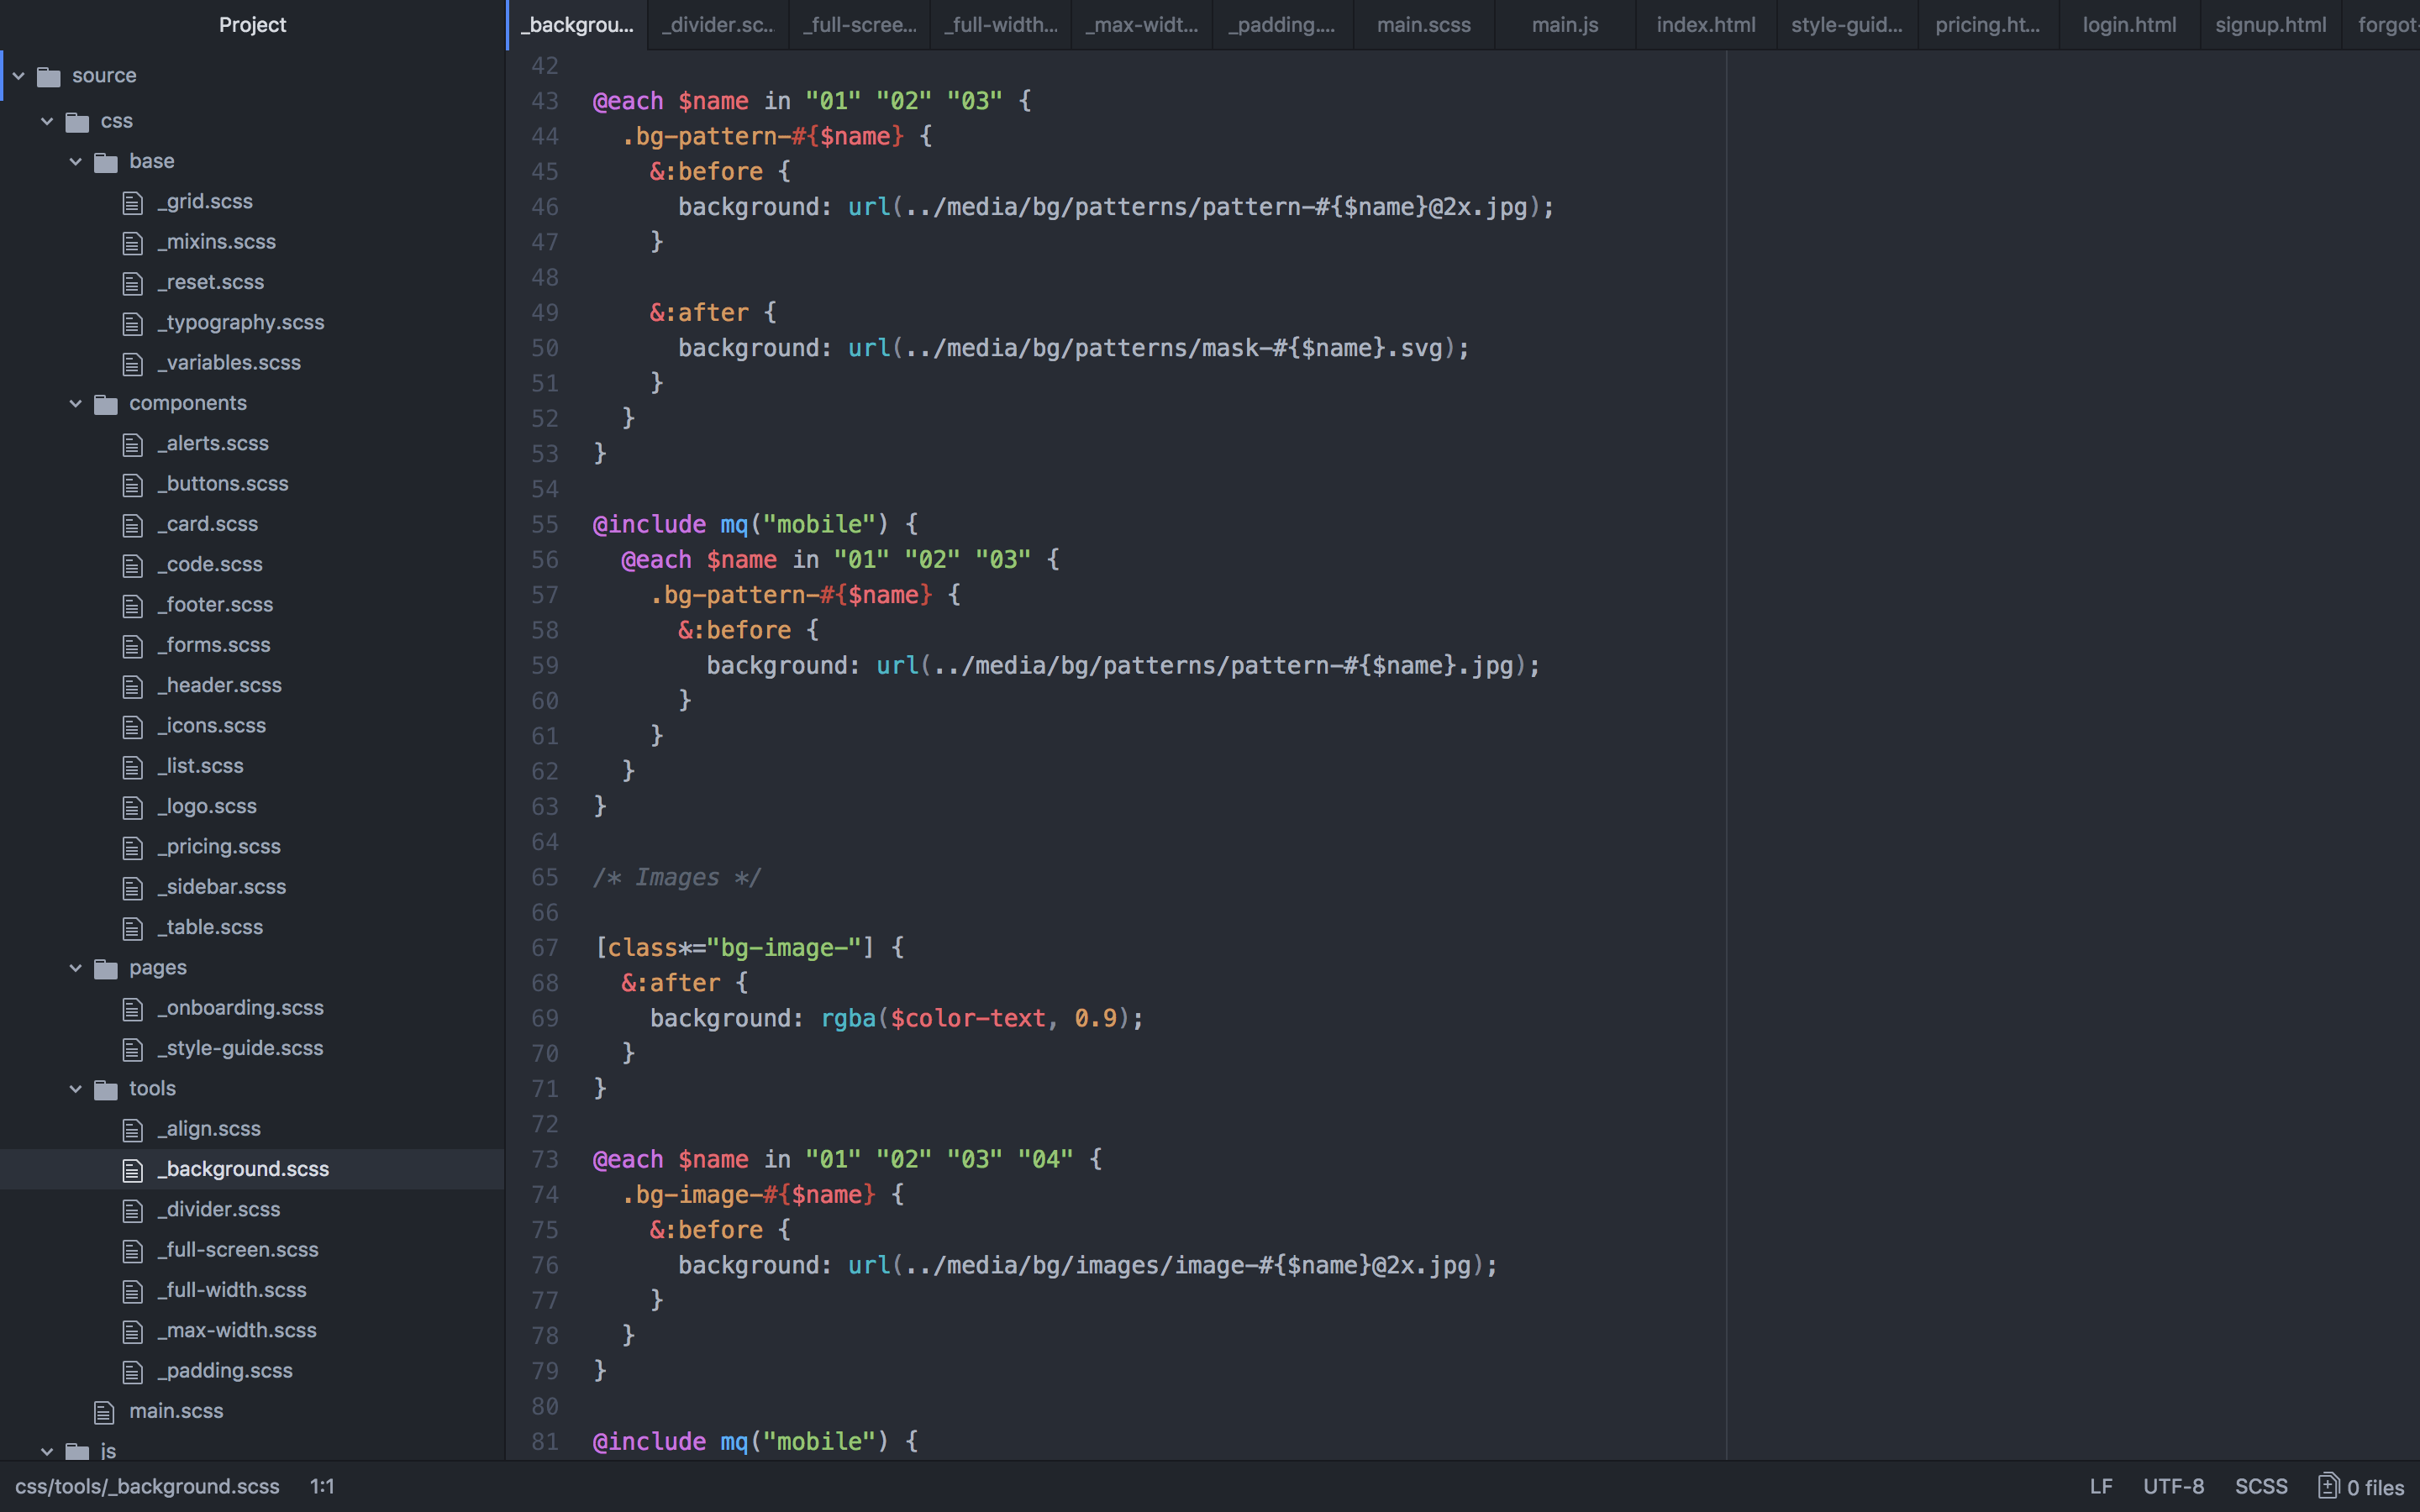 Project
source
css
base
_grid.scss
_mixins.scss
_reset.scss
_typography.scss
_variables.scss
components
_alerts.scss
_buttons.scss
_card.scss
_code.scss
_footer.scss
_forms.scss
_header.scss
_icons.scss
_list.scss
_logo.scss
_pricing.scss
_sidebar.scss
_table.scss
pages
_onboarding.scss
_style-guide.scss
tools
_align.scss
_background.scss
_divider.scss
_full-screen.scss
_full-width.scss
_max-width.scss
_padding.scss
main.scss
js
_backgrou... _divider.sc... _full-scree... _full-width... _max-widt... _padding.... main.scss main.js index.html style-guid... pricing.ht... login.html signup.html forgot-
42
43 @each $name in "01" "02" "03" {
44 .bg-pattern-#{$name} {
45 &:before {
46 background: url(../media/bg/patterns/pattern-#{$name}@2x.jpg);
47 }
48
49 &:after {
50 background: url(../media/bg/patterns/mask-#{$name}.svg);
51 }
52 }
53 }
54
55 @include mq("mobile") {
56 @each $name in "01" "02" "03" {
57 .bg-pattern-#{$name} {
58 &:before {
59 background: url(../media/bg/patterns/pattern-#{$name}.jpg);
60 }
61 }
62 }
63 }
64
65 /* Images */
66
67 [class*="bg-image-"] {
68 &:after {
69 background: rgba($color-text, 0.9);
70 }
71 }
72
73 @each $name in "01" "02" "03" "04" {
74 .bg-image-#{$name} {
75 &:before {
76 background: url(../media/bg/images/image-#{$name}@2x.jpg);
77 }
78 }
79 }
80
81 @include mq("mobile") {
css/tools/_background.scss 1:1 LF UTF-8 SCSS 0 files